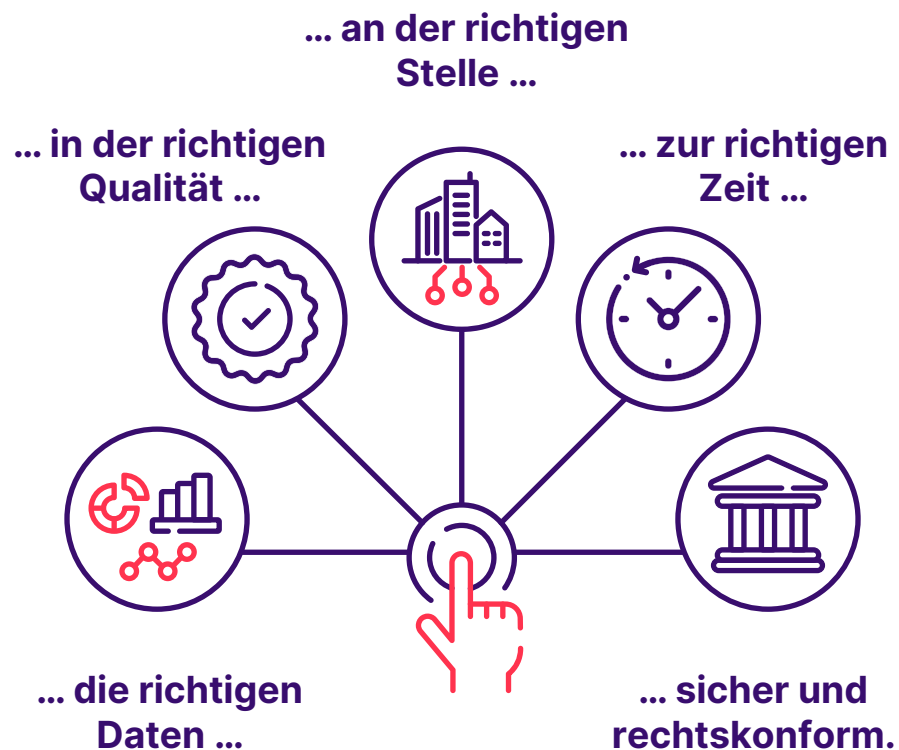 ... die richtigen
Daten ...
... in der richtigen
Qualität ...
... an der richtigen
Stelle ...
... zur richtigen
Zeit ...
... sicher und
rechtskonform.